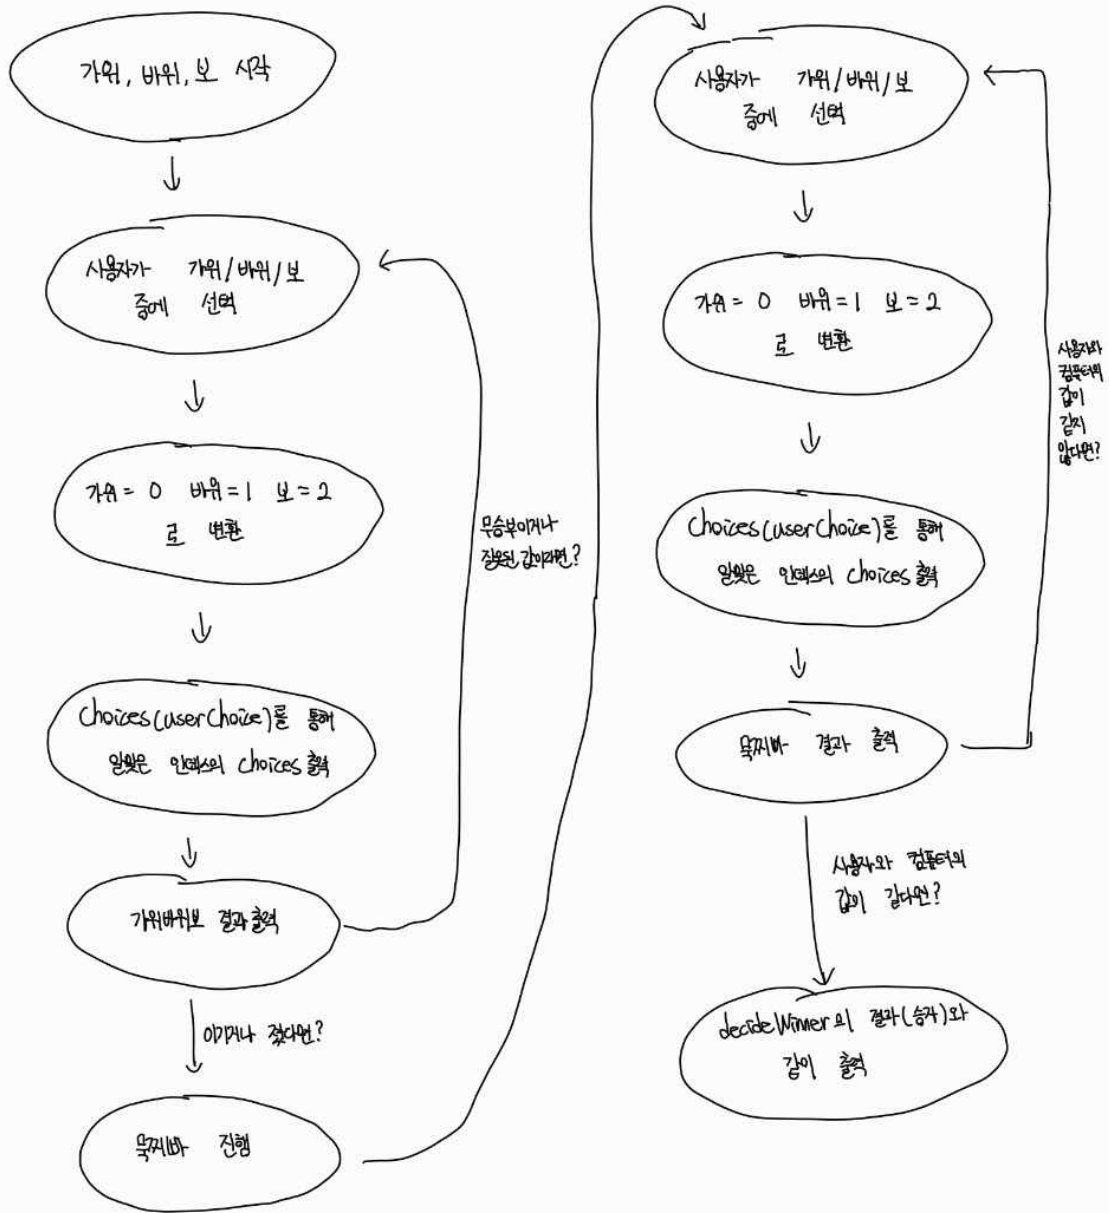 가위, 바위, 보 시작
사용자가 가위/바위/보
중에 선택
가위=0 바위=1 보=2
로 변환
choices(userChoice)를 통해
알맞은 인덱스의 choices 출력
가위바위보 결과 출력
무승부이거나
잘못된 값이라면?
이기거나 졌다면?
묵찌빠 진행
사용자가 가위/바위/보
중에 선택
가위=0 바위=1 보=2
로 변환
choices(userChoice)를 통해
알맞은 인덱스의 choices 출력
묵찌빠 결과 출력
사용자와
컴퓨터의
값이
같지
않다면?
사용자와 컴퓨터의
값이 같다면?
decideWinner의 결과(승자)와
같이 출력